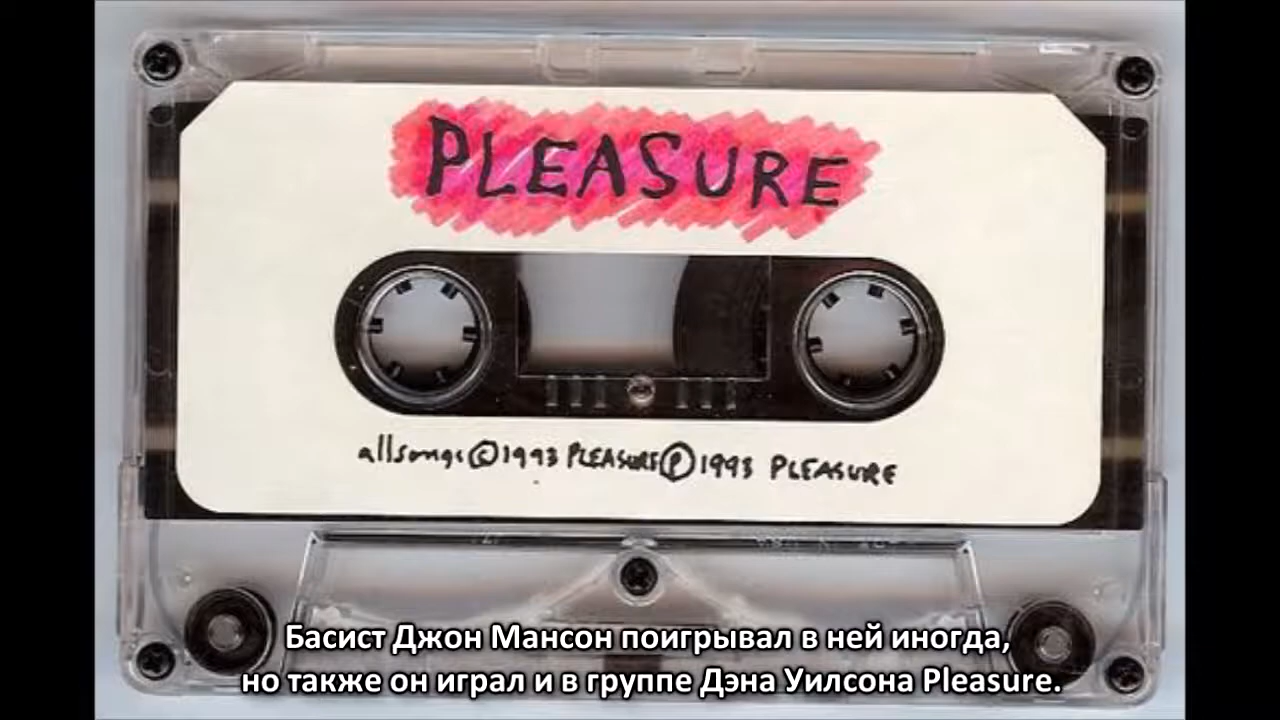 PLEASURE
allsongs©1993 PLEASURE℗1993 PLEASURE
Басист Джон Мансон поигрывал в ней иногда,
но также он играл и в группе Дэна Уилсона Pleasure.